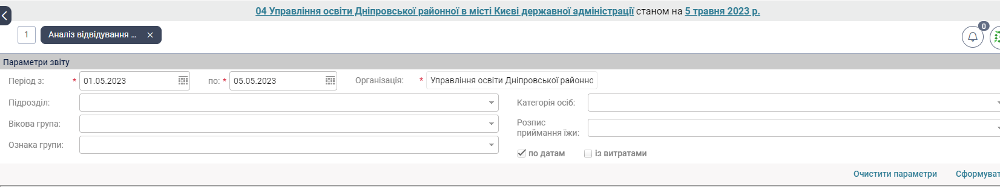 04 Управління освіти Дніпровської районної в місті Києві державної адміністрації станом на 5 травня 2023 р.
0
1 Аналіз відвідування ...
Параметри звіту
Період з: * 01.05.2023 по: * 05.05.2023 Організація: * Управління освіти Дніпровської районно
Підрозділ: Категорія осіб:
Вікова група: Розпис
приймання їжи:
Ознака групи:
по датам із витратами
Очистити параметри Сформуват